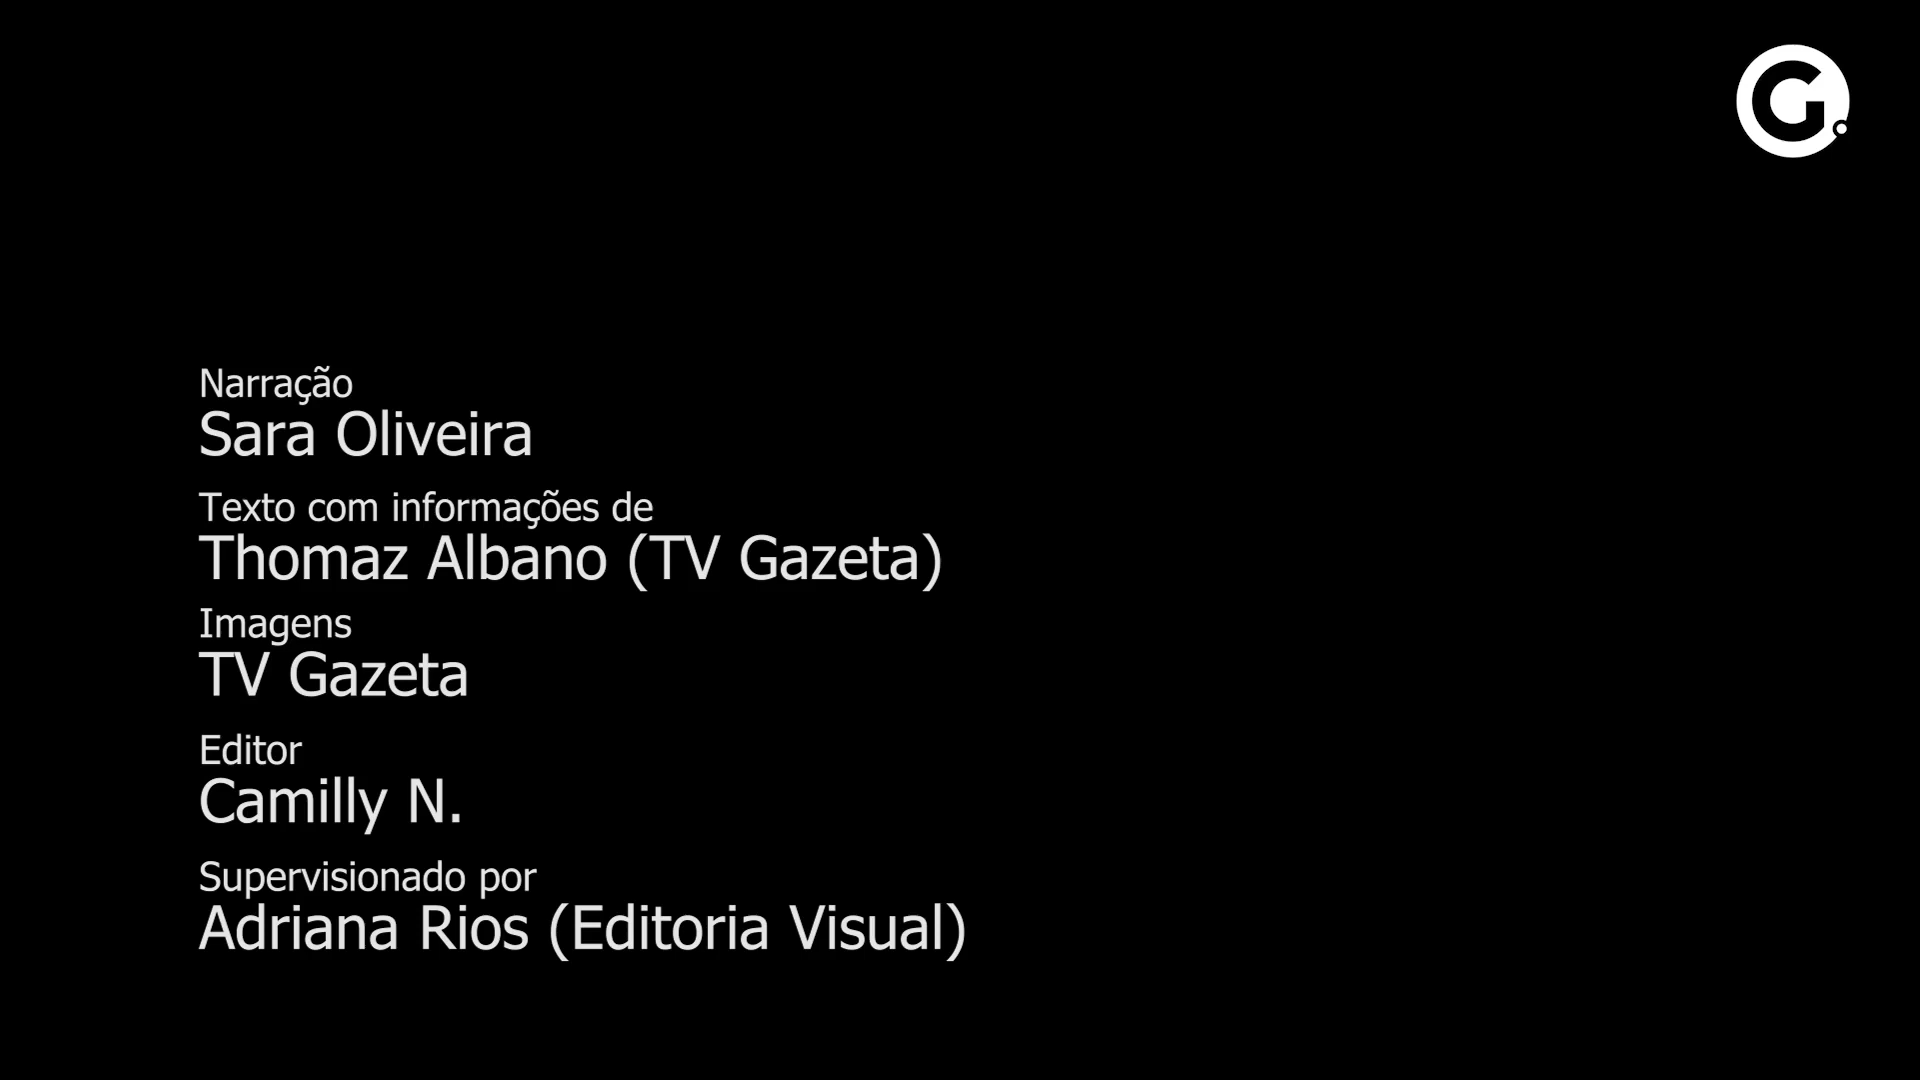 G.
Narração
Sara Oliveira
Texto com informações de
Thomaz Albano (TV Gazeta)
Imagens
TV Gazeta
Editor
Camilly N.
Supervisionado por
Adriana Rios (Editoria Visual)